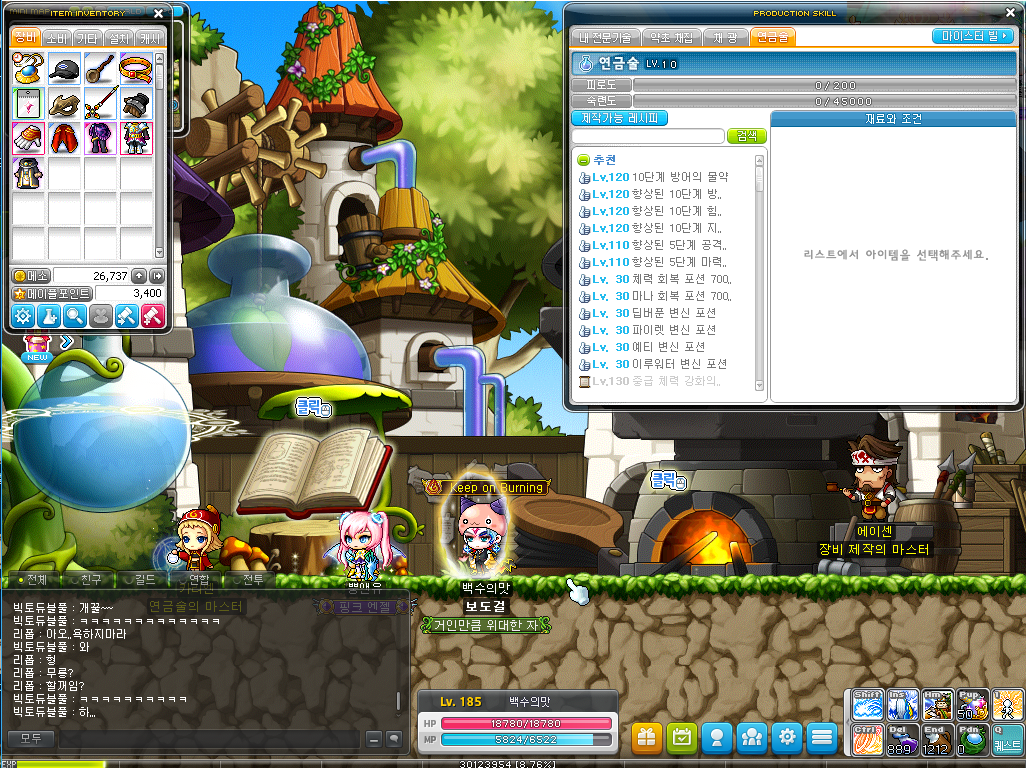 ITEM INVENTORY
장비 소비 기타 설치 캐시
메소 26,737
메이플포인트 3,400
NEW
PRODUCTION SKILL
내 전문기술 약초 채집 채 광 연금술 마이스터 빌
연금술 LV.10
피로도 0/200
숙련도 0/45000
제작가능 레시피
검색
재료와 조건
추천
Lv.120 10단계 방어의 물약
Lv.120 향상된 10단계 방..
Lv.120 향상된 10단계 힘..
Lv.120 향상된 10단계 지..
Lv.110 향상된 5단계 공격..
Lv.110 향상된 5단계 마력..
Lv. 30 체력 회복 포션 700..
Lv. 30 마나 회복 포션 700..
Lv. 30 딥버푼 변신 포션
Lv. 30 파이렛 변신 포션
Lv. 30 예티 변신 포션
Lv. 30 이루워터 변신 포션
Lv.130 중급 체력 강화의..
리스트에서 아이템을 선택해주세요.
클릭
클릭
Keep on Burning
에이센
장비 제작의 마스터
연금술의 마스터
뽕앤유
핑크 엔젤
백수의맛
보도걸
거인만큼 위대한 자
전체 친구 길드 연합 전투
빅토듀블풀 : 개꿀~~
빅토듀블풀 : ㅋㅋㅋㅋㅋㅋㅋㅋㅋㅋㅋㅋㅋ
리폽 : 아오,욕하지마라
빅토듀블풀 : 와
리폽 : 형
리폽 : 무릉?
리폽 : 할꺼임?
빅토듀블풀 : ㅋㅋㅋㅋㅋㅋㅋㅋㅋㅋ
빅토듀블풀 : 하...
모두
Lv. 185 백수의맛
HP 18780/18780
MP 5824/6522
Shift Ins Hm Pup 50
Ctrl Del 889 End 1212 Pdn 0 Q 퀘스트
EXP 30123954 [8.76%]